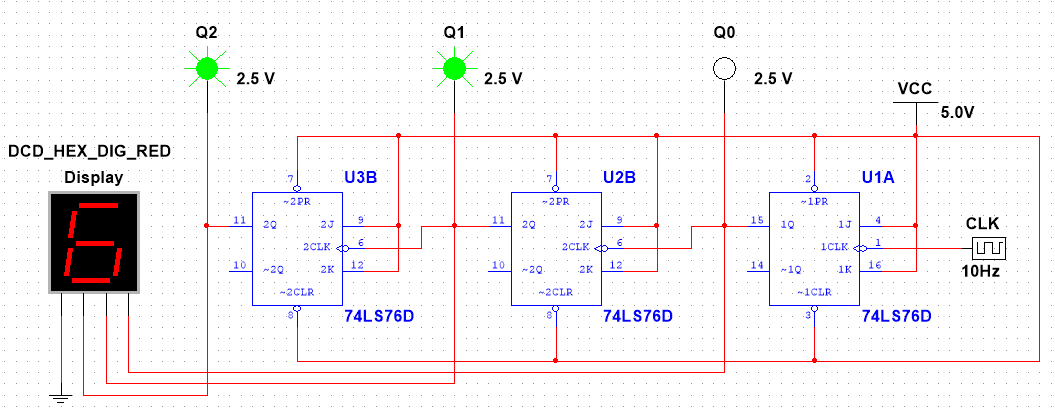 Q2
Q1
Q0
2.5 V
2.5 V
2.5 V
VCC
5.0V
DCD_HEX_DIG_RED
Display
6
7
U3B
7
U2B
2
U1A
~2PR
~2PR
~1PR
11
2Q
2J
9
11
2Q
2J
9
15
1Q
1J
4
CLK
2CLK
6
2CLK
6
1CLK
1
10
~2Q
2K
12
10
~2Q
2K
12
14
~1Q
1K
16
10Hz
~2CLR
~2CLR
~1CLR
8
74LS76D
8
74LS76D
3
74LS76D